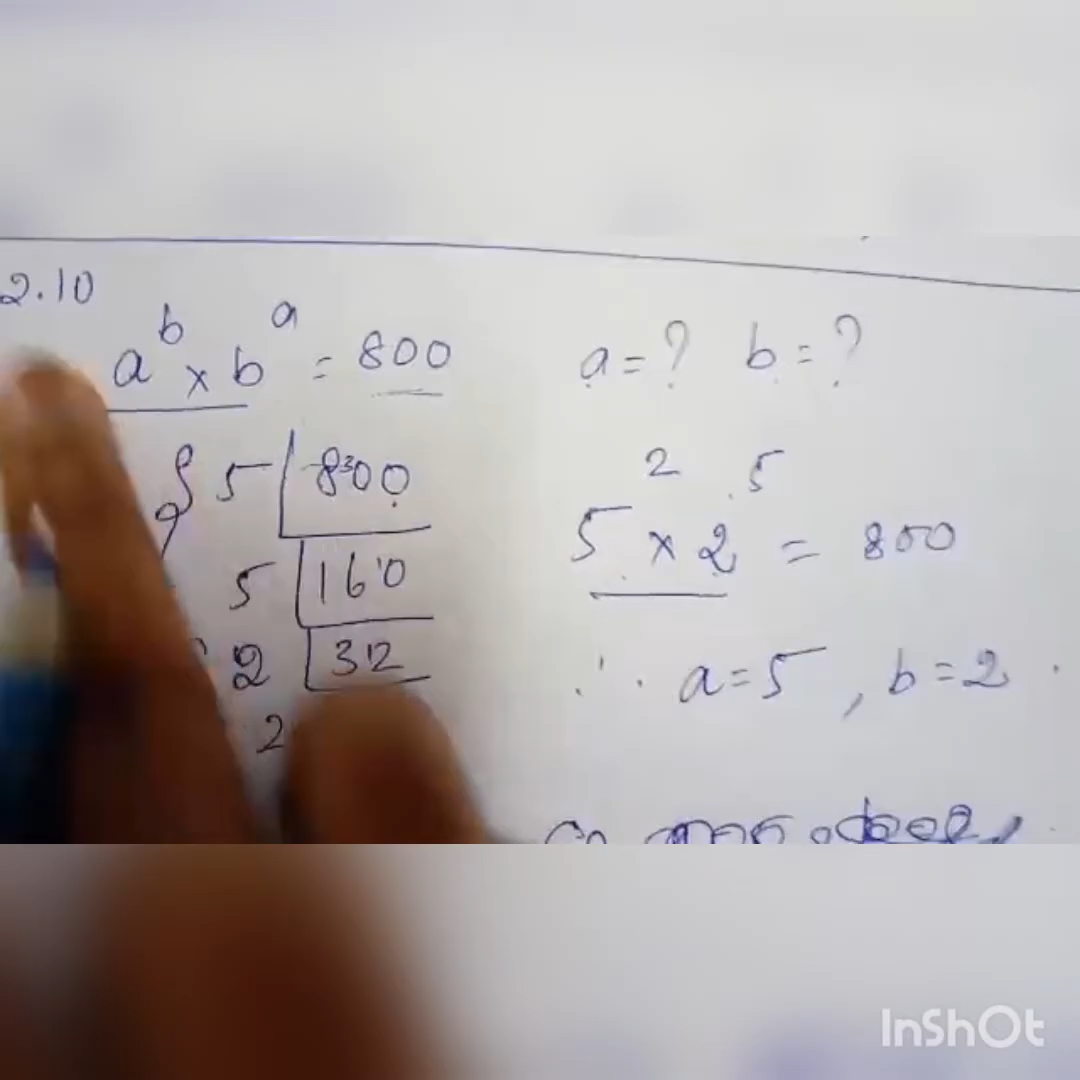 2.10
a^b × b^a = 800
a = ? b = ?
5 | 800
5 | 160
2 | 32
2
5^2 × 2^5 = 800
∴ a = 5, b = 2
InShOt